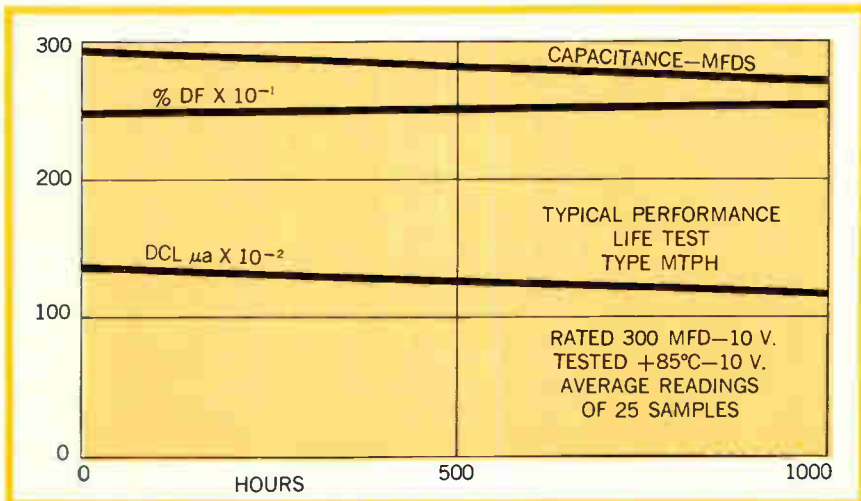 300
CAPACITANCE—MFDS
% DF X 10⁻¹
200
TYPICAL PERFORMANCE
LIFE TEST
TYPE MTPH
DCL μa X 10⁻²
100
RATED 300 MFD—10 V.
TESTED +85°C—10 V.
AVERAGE READINGS
OF 25 SAMPLES
0
0 500 1000
HOURS